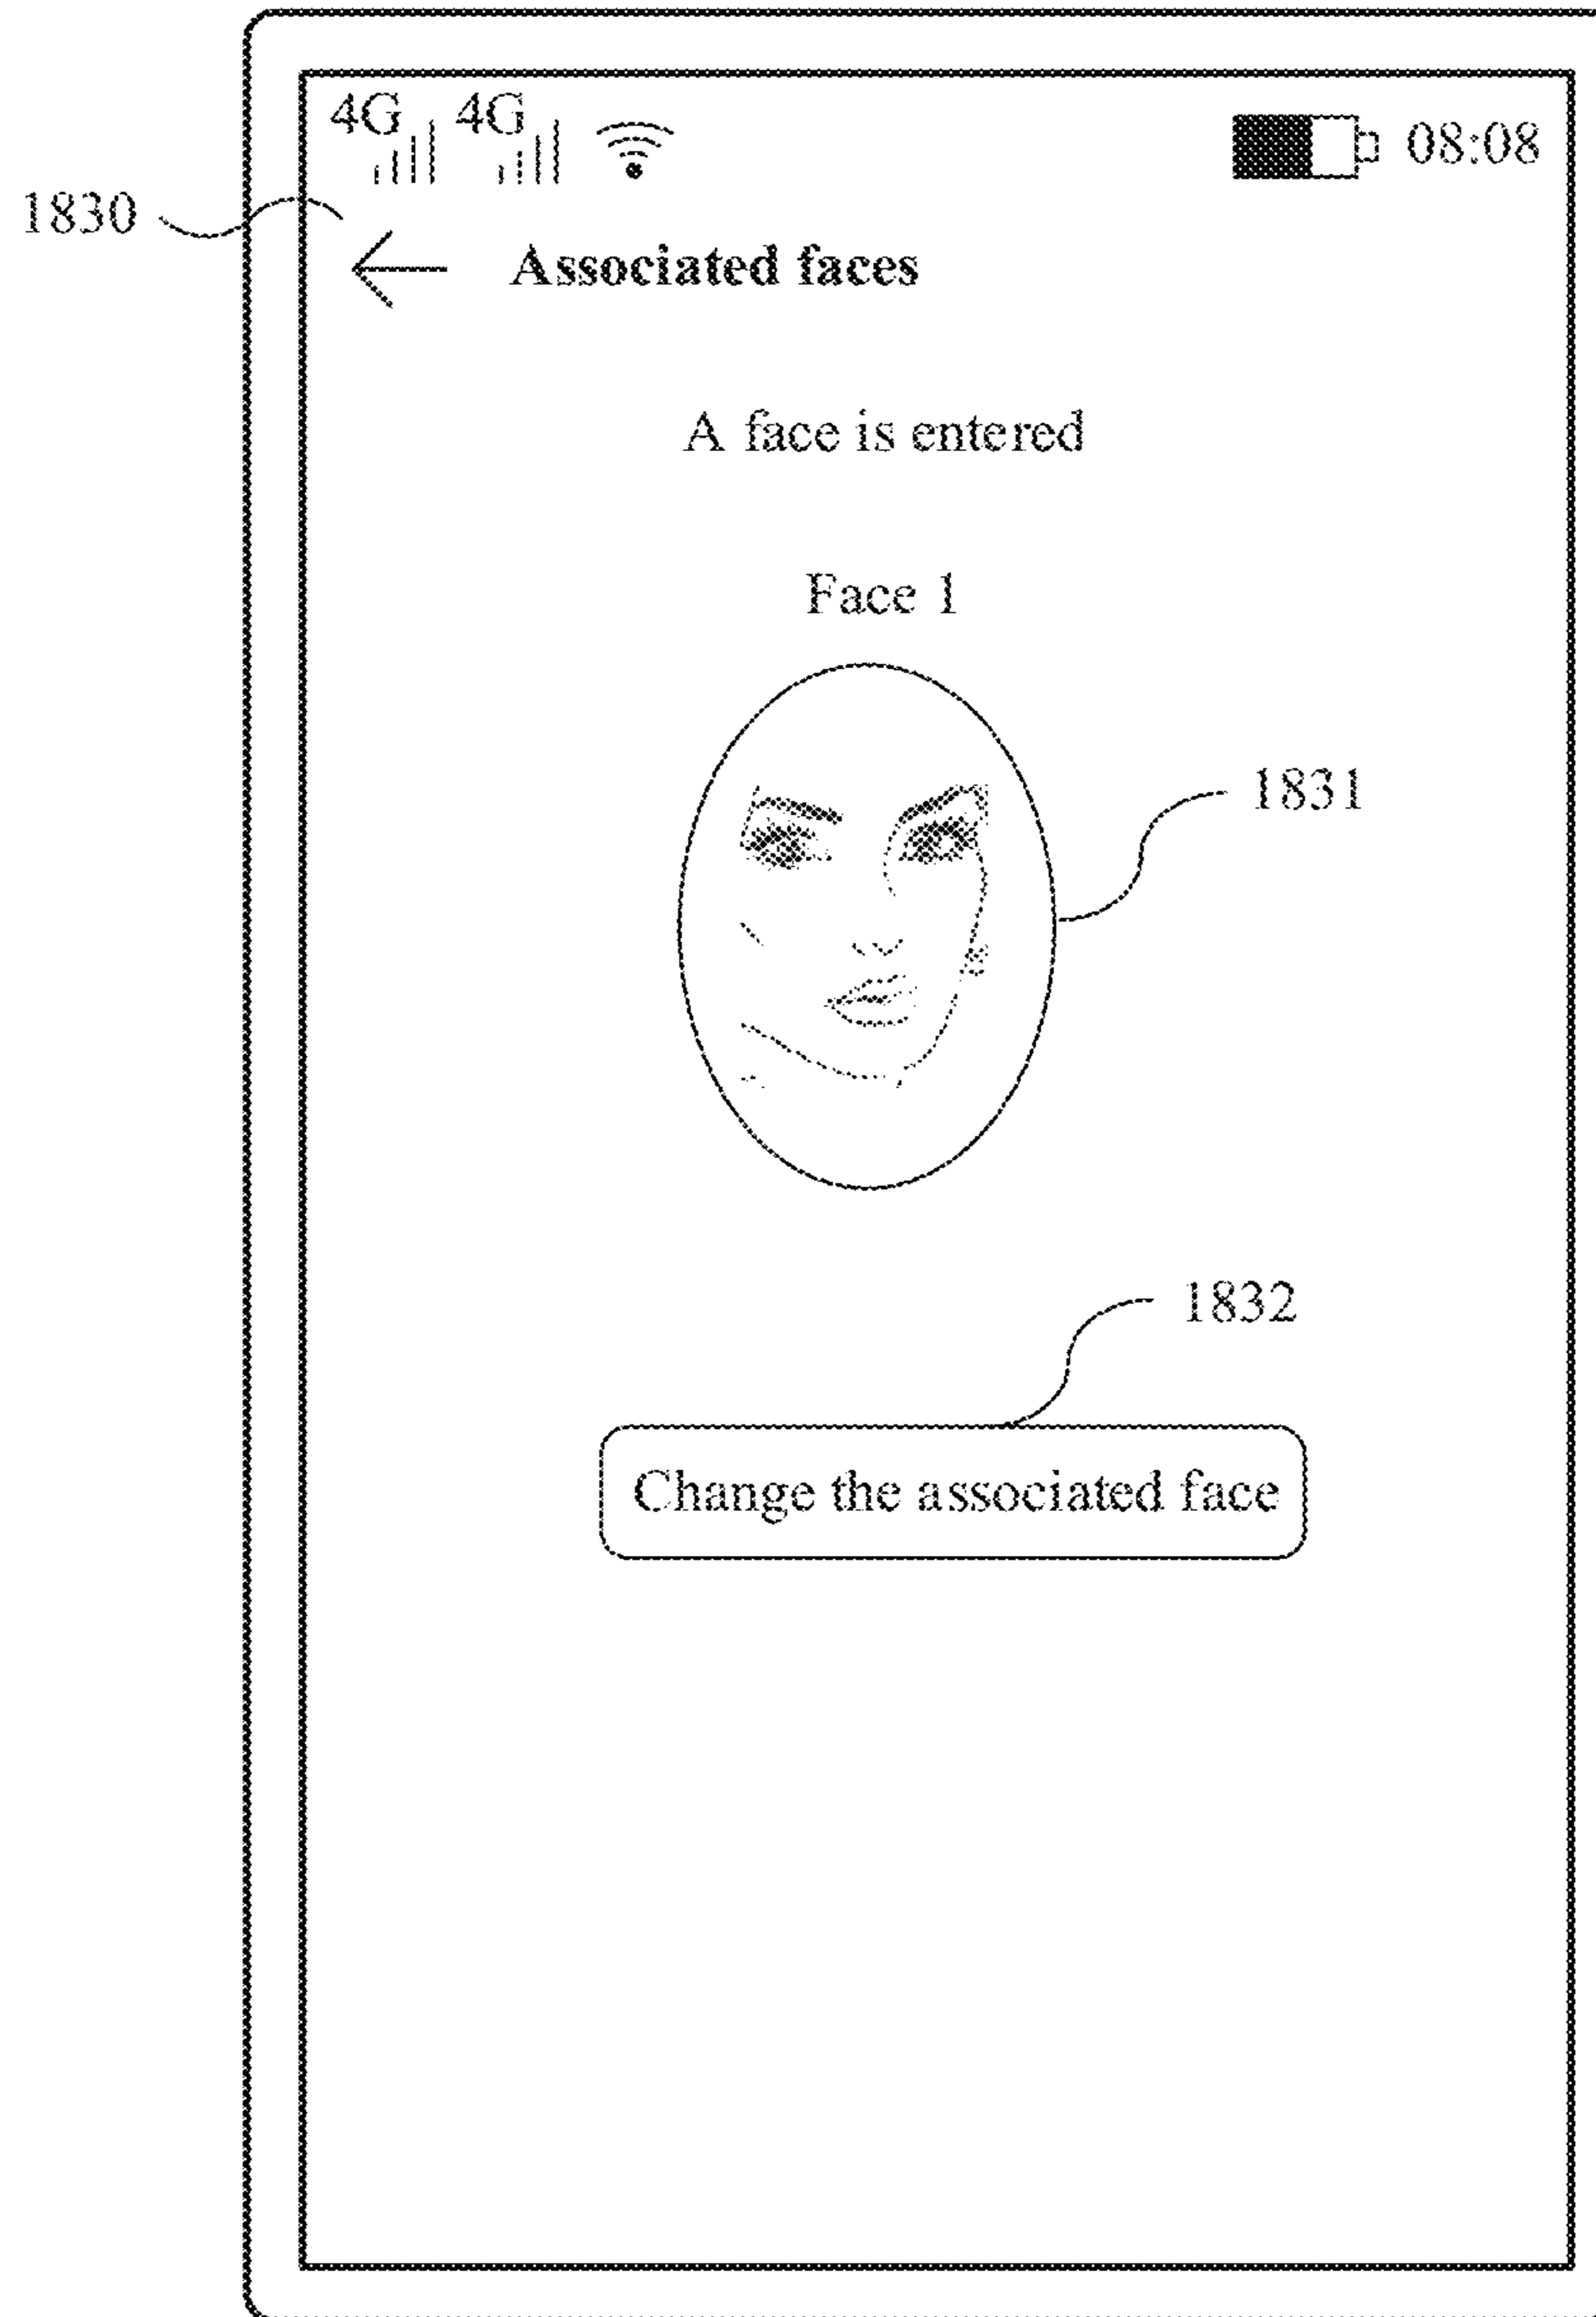 4G 4G 08:08
1830
Associated faces
A face is entered
Face 1
1831
1832
Change the associated face